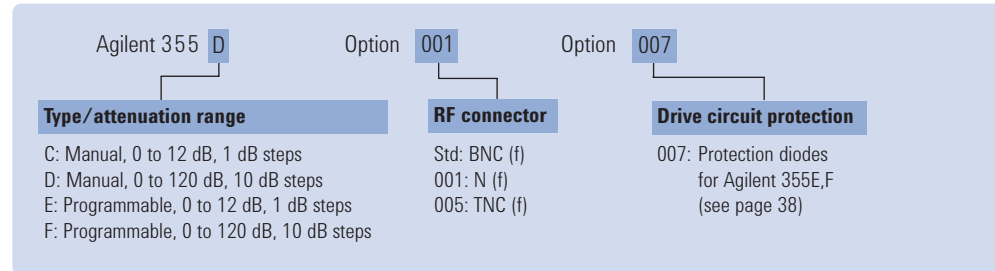 Agilent 355 D Option 001 Option 007
Type/attenuation range
C: Manual, 0 to 12 dB, 1 dB steps
D: Manual, 0 to 120 dB, 10 dB steps
E: Programmable, 0 to 12 dB, 1 dB steps
F: Programmable, 0 to 120 dB, 10 dB steps
RF connector
Std: BNC (f)
001: N (f)
005: TNC (f)
Drive circuit protection
007: Protection diodes
for Agilent 355E,F
(see page 38)